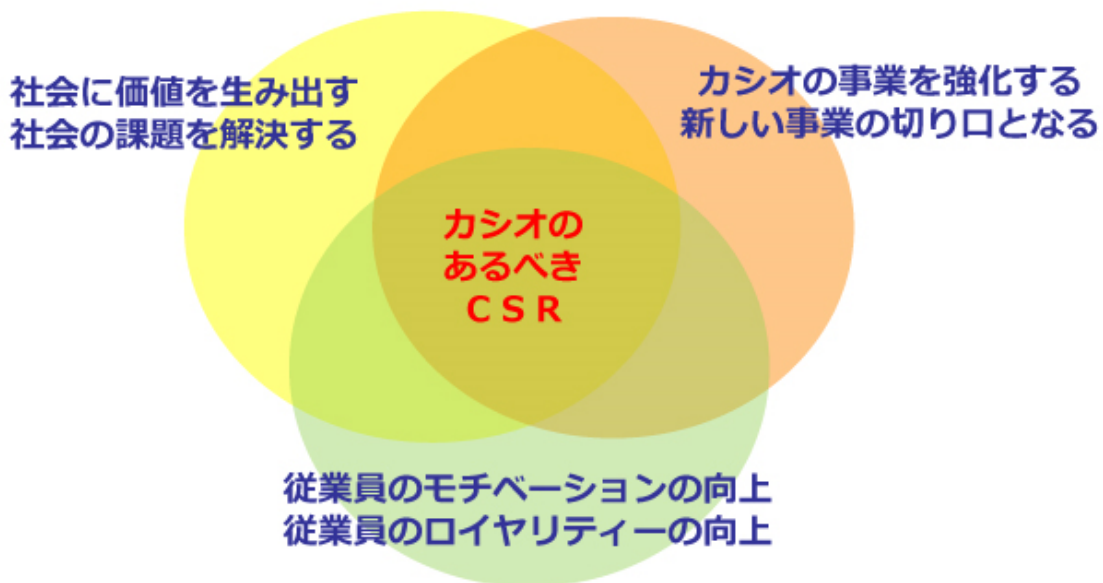 社会に価値を生み出す
社会の課題を解決する
カシオの事業を強化する
新しい事業の切り口となる
カシオの
あるべき
ＣＳＲ
従業員のモチベーションの向上
従業員のロイヤリティーの向上